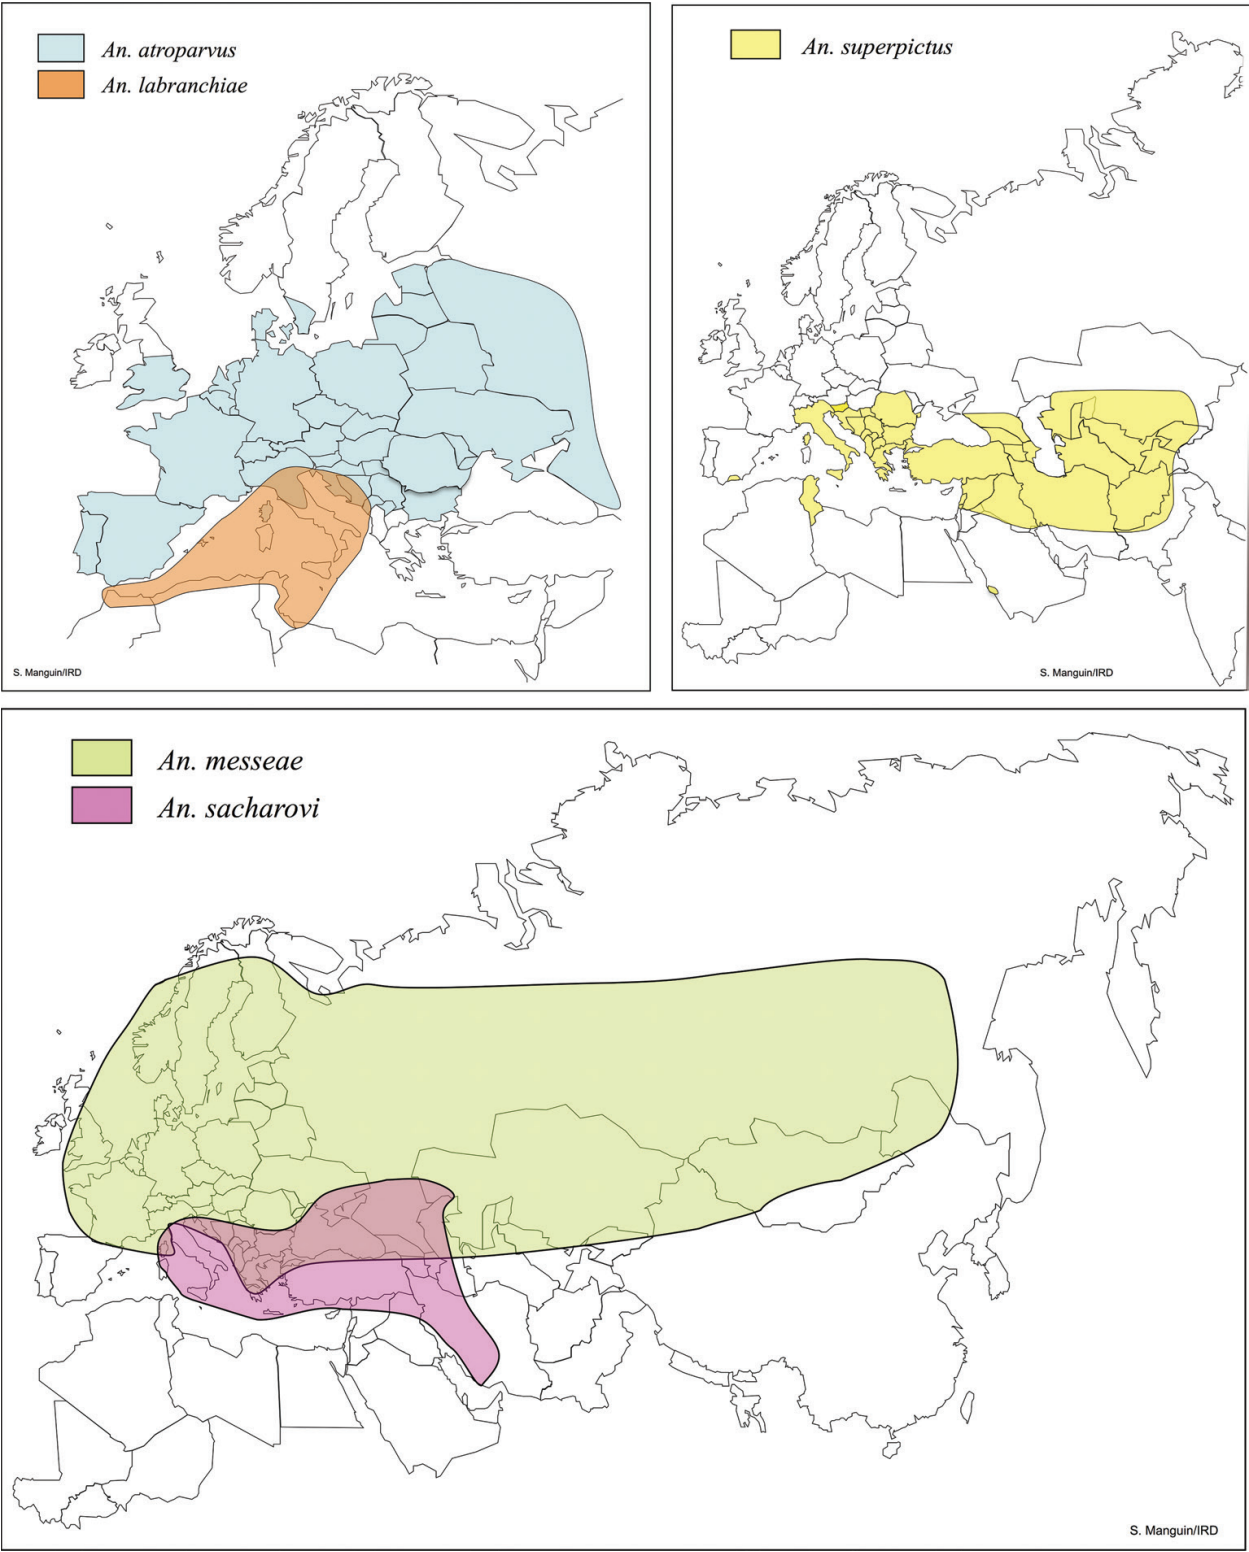 An. atroparvus
An. labranchiae
S. Manguin/IRD
An. superpictus
S. Manguin/IRD
An. messeae
An. sacharovi
S. Manguin/IRD